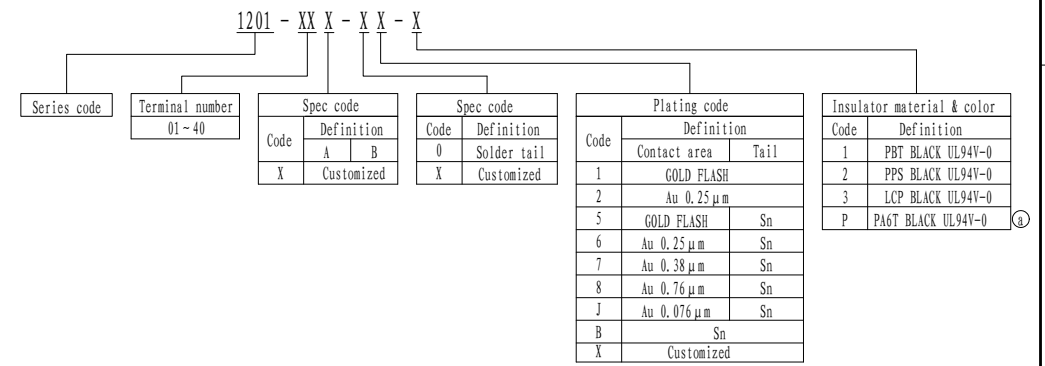 1201 - XX X - X X - X
Series code
Terminal number
01~40
Spec code
Code Definition
A B
X Customized
Spec code
Code Definition
0 Solder tail
X Customized
Plating code
Code Definition
Contact area Tail
1 GOLD FLASH
2 Au 0.25μm
5 GOLD FLASH Sn
6 Au 0.25μm Sn
7 Au 0.38μm Sn
8 Au 0.76μm Sn
J Au 0.076μm Sn
B Sn
X Customized
Insulator material & color
Code Definition
1 PBT BLACK UL94V-0
2 PPS BLACK UL94V-0
3 LCP BLACK UL94V-0
P PA6T BLACK UL94V-0 a